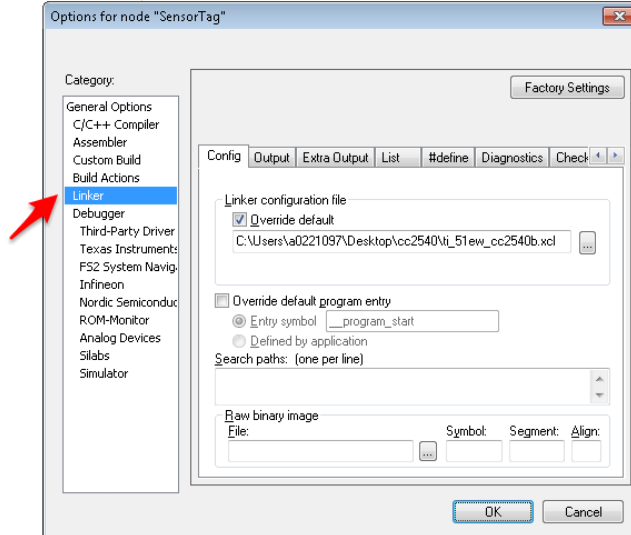 Options for node "SensorTag"
Category:
Factory Settings
General Options
C/C++ Compiler
Assembler
Custom Build
Build Actions
Linker
Debugger
Third-Party Driver
Texas Instruments
FS2 System Navig
Infineon
Nordic Semiconduc
ROM-Monitor
Analog Devices
Silabs
Simulator
Config Output Extra Output List #define Diagnostics Check
Linker configuration file
Override default
C:\Users\a0221097\Desktop\cc2540\ti_51ew_cc2540b.xcl ...
Override default program entry
Entry symbol __program_start
Defined by application
Search paths: (one per line)
Raw binary image
File: Symbol: Segment: Align:
...
OK Cancel